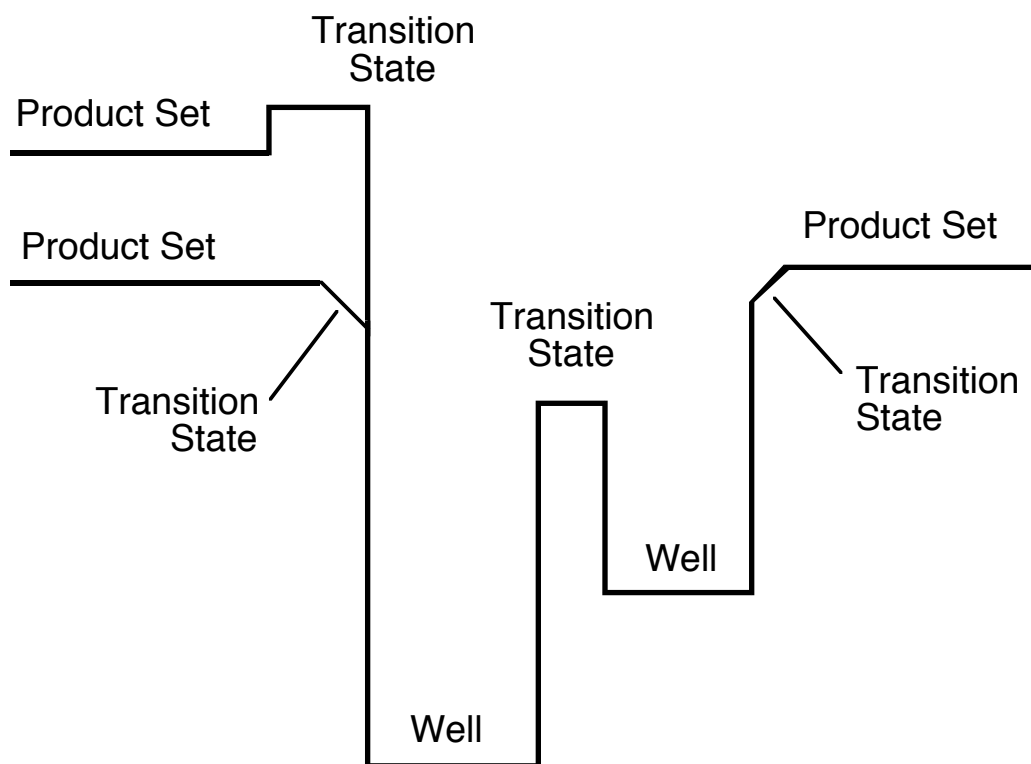 Transition
State
Product Set
Product Set
Product Set
Transition
State
Transition
State
Transition
State
Well
Well